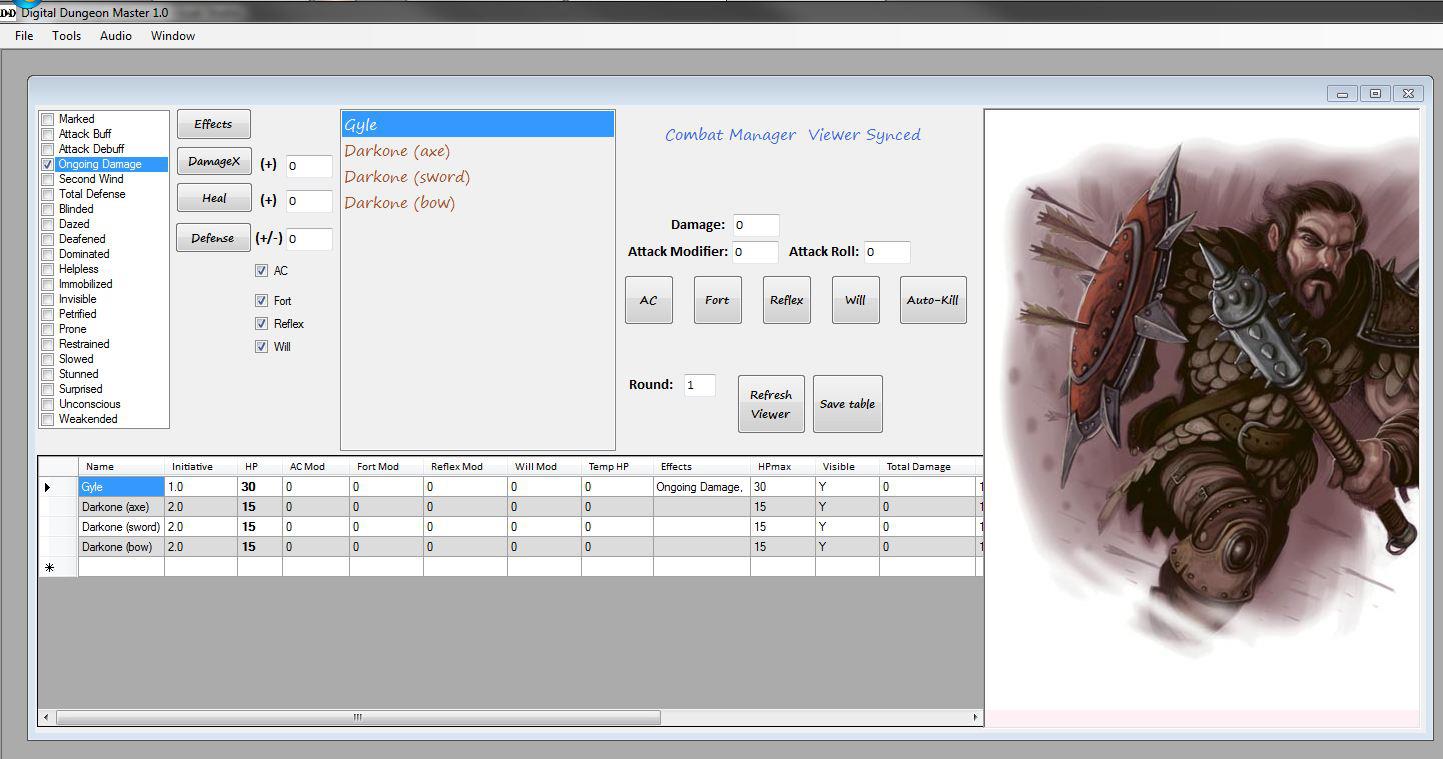 Digital Dungeon Master 1.0
File Tools Audio Window
Marked
Attack Buff
Attack Debuff
Ongoing Damage
Second Wind
Total Defense
Blinded
Dazed
Deafened
Dominated
Helpless
Immobilized
Invisible
Petrified
Prone
Restrained
Slowed
Stunned
Surprised
Unconscious
Weakended
Effects
DamageX (+) 0
Heal (+) 0
Defense (+/-) 0
AC
Fort
Reflex
Will
Gyle
Darkone (axe)
Darkone (sword)
Darkone (bow)
Combat Manager Viewer Synced
Damage: 0
Attack Modifier: 0 Attack Roll: 0
AC Fort Reflex Will Auto-Kill
Round: 1
Refresh
Viewer
Save table
Name Initiative HP AC Mod Fort Mod Reflex Mod Will Mod Temp HP Effects HPmax Visible Total Damage
Gyle 1.0 30 0 0 0 0 0 Ongoing Damage, 30 Y 0 1
Darkone (axe) 2.0 15 0 0 0 0 0 15 Y 0 1
Darkone (sword) 2.0 15 0 0 0 0 0 15 Y 0 1
Darkone (bow) 2.0 15 0 0 0 0 0 15 Y 0 1